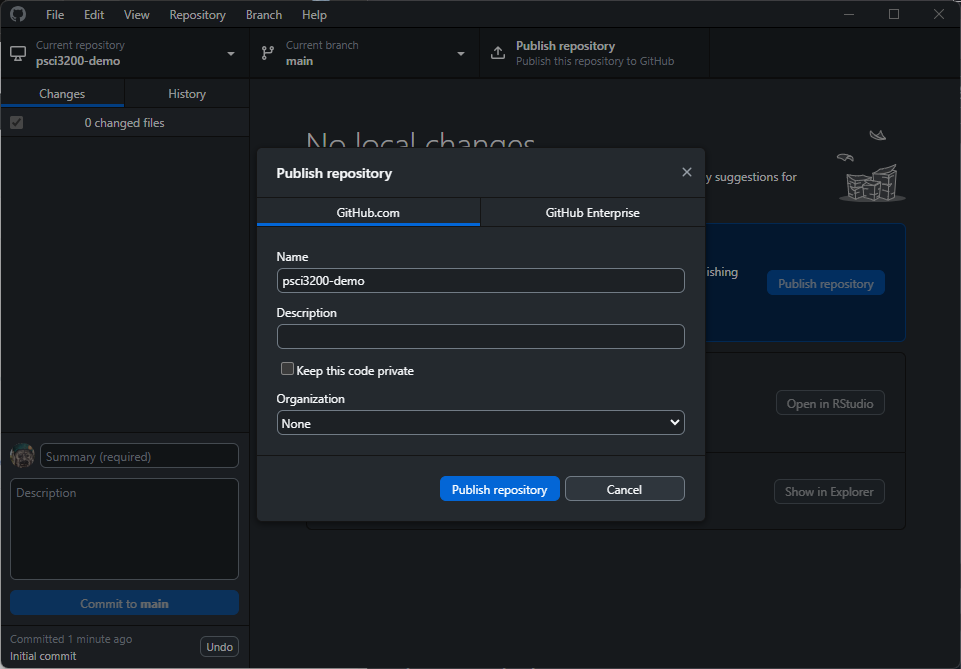 File Edit View Repository Branch Help
Current repository
psci3200-demo
Current branch
main
Publish repository
Publish this repository to GitHub
Changes
History
0 changed files
No local changes
y suggestions for
ishing
Publish repository
Open in RStudio
Show in Explorer
Publish repository
GitHub.com
GitHub Enterprise
Name
psci3200-demo
Description
Keep this code private
Organization
None
Publish repository
Cancel
Summary (required)
Description
Commit to main
Committed 1 minute ago
Initial commit
Undo